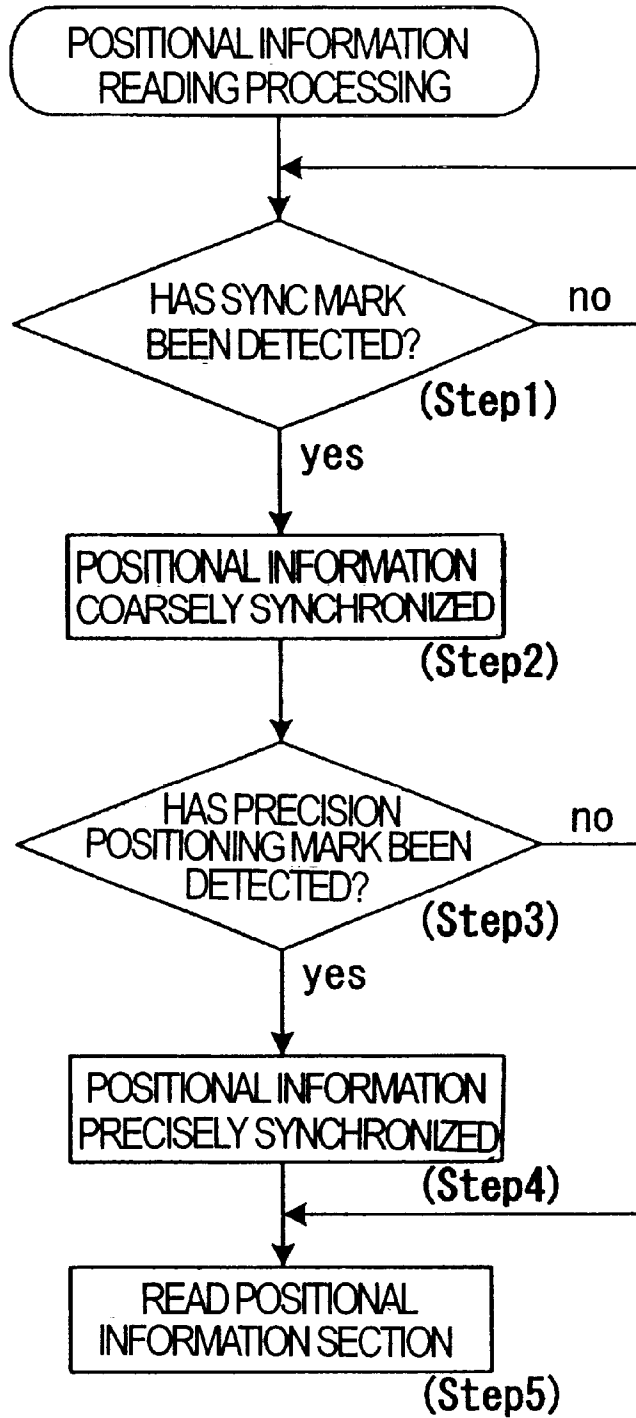 POSITIONAL INFORMATION
READING PROCESSING
HAS SYNC MARK
BEEN DETECTED?
no
(Step1)
yes
POSITIONAL INFORMATION
COARSELY SYNCHRONIZED
(Step2)
HAS PRECISION
POSITIONING MARK BEEN
DETECTED?
no
(Step3)
yes
POSITIONAL INFORMATION
PRECISELY SYNCHRONIZED
(Step4)
READ POSITIONAL
INFORMATION SECTION
(Step5)